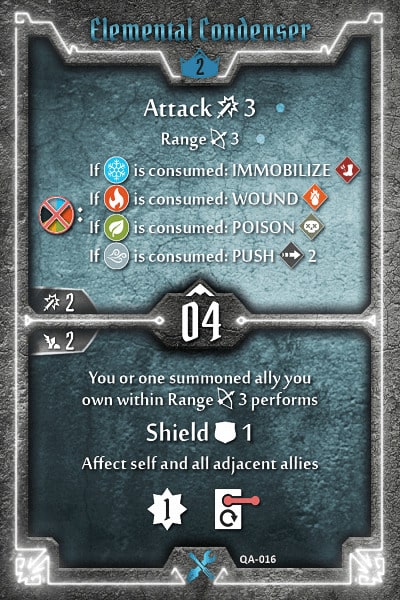 Elemental Condenser
2
Attack 3
Range 3
If is consumed: IMMOBILIZE
If is consumed: WOUND
: If is consumed: POISON
If is consumed: PUSH 2
2
04
2
You or one summoned ally you
own within Range 3 performs
Shield 1
Affect self and all adjacent allies
1
QA-016